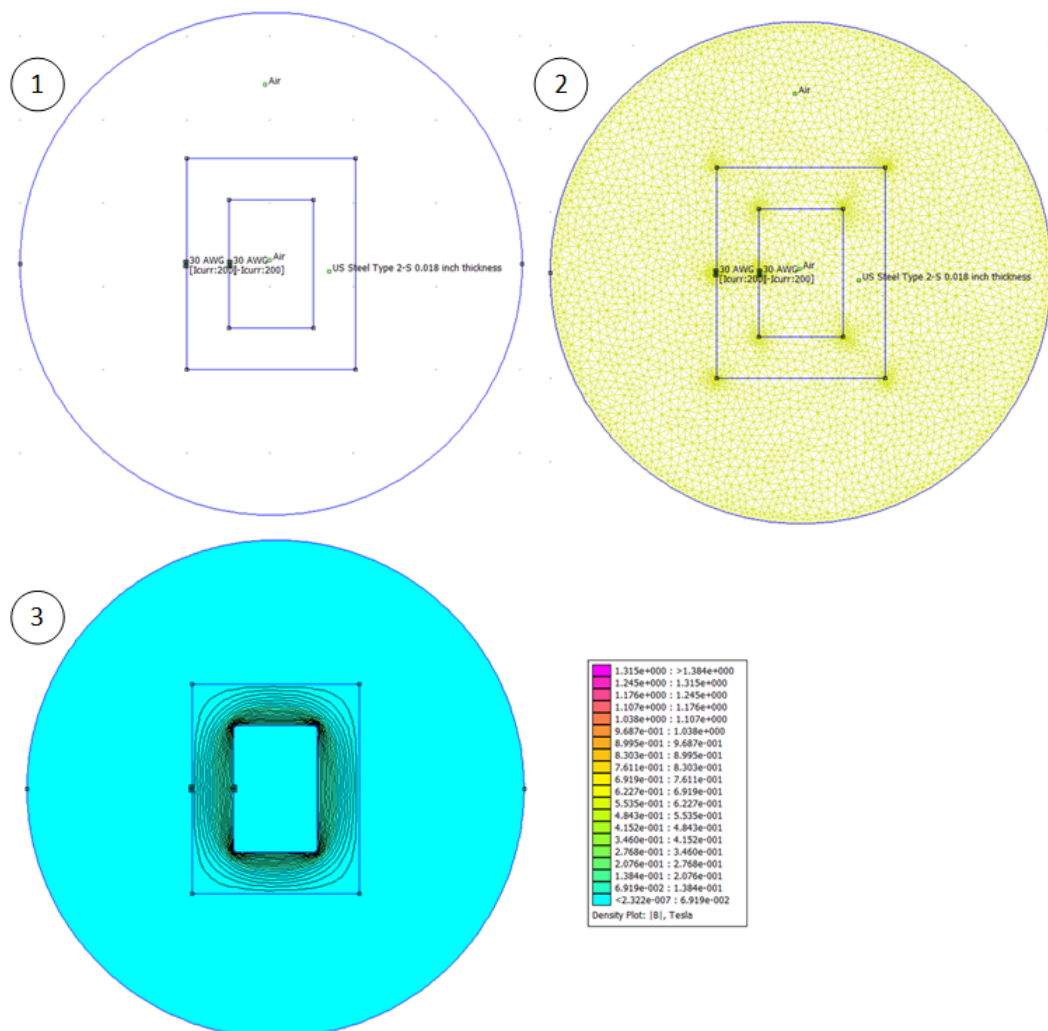 1
Air
30 AWG
[Icurr:200]
30 AWG
[-Icurr:200]
Air
US Steel Type 2-S 0.018 inch thickness
2
Air
30 AWG
[Icurr:200]
30 AWG
[-Icurr:200]
Air
US Steel Type 2-S 0.018 inch thickness
3
1.315e+000 : >1.384e+000
1.245e+000 : 1.315e+000
1.176e+000 : 1.245e+000
1.107e+000 : 1.176e+000
1.038e+000 : 1.107e+000
9.687e-001 : 1.038e+000
8.995e-001 : 9.687e-001
8.303e-001 : 8.995e-001
7.611e-001 : 8.303e-001
6.919e-001 : 7.611e-001
6.227e-001 : 6.919e-001
5.535e-001 : 6.227e-001
4.843e-001 : 5.535e-001
4.152e-001 : 4.843e-001
3.460e-001 : 4.152e-001
2.768e-001 : 3.460e-001
2.076e-001 : 2.768e-001
1.384e-001 : 2.076e-001
6.919e-002 : 1.384e-001
<2.322e-007 : 6.919e-002
Density Plot: |B|, Tesla